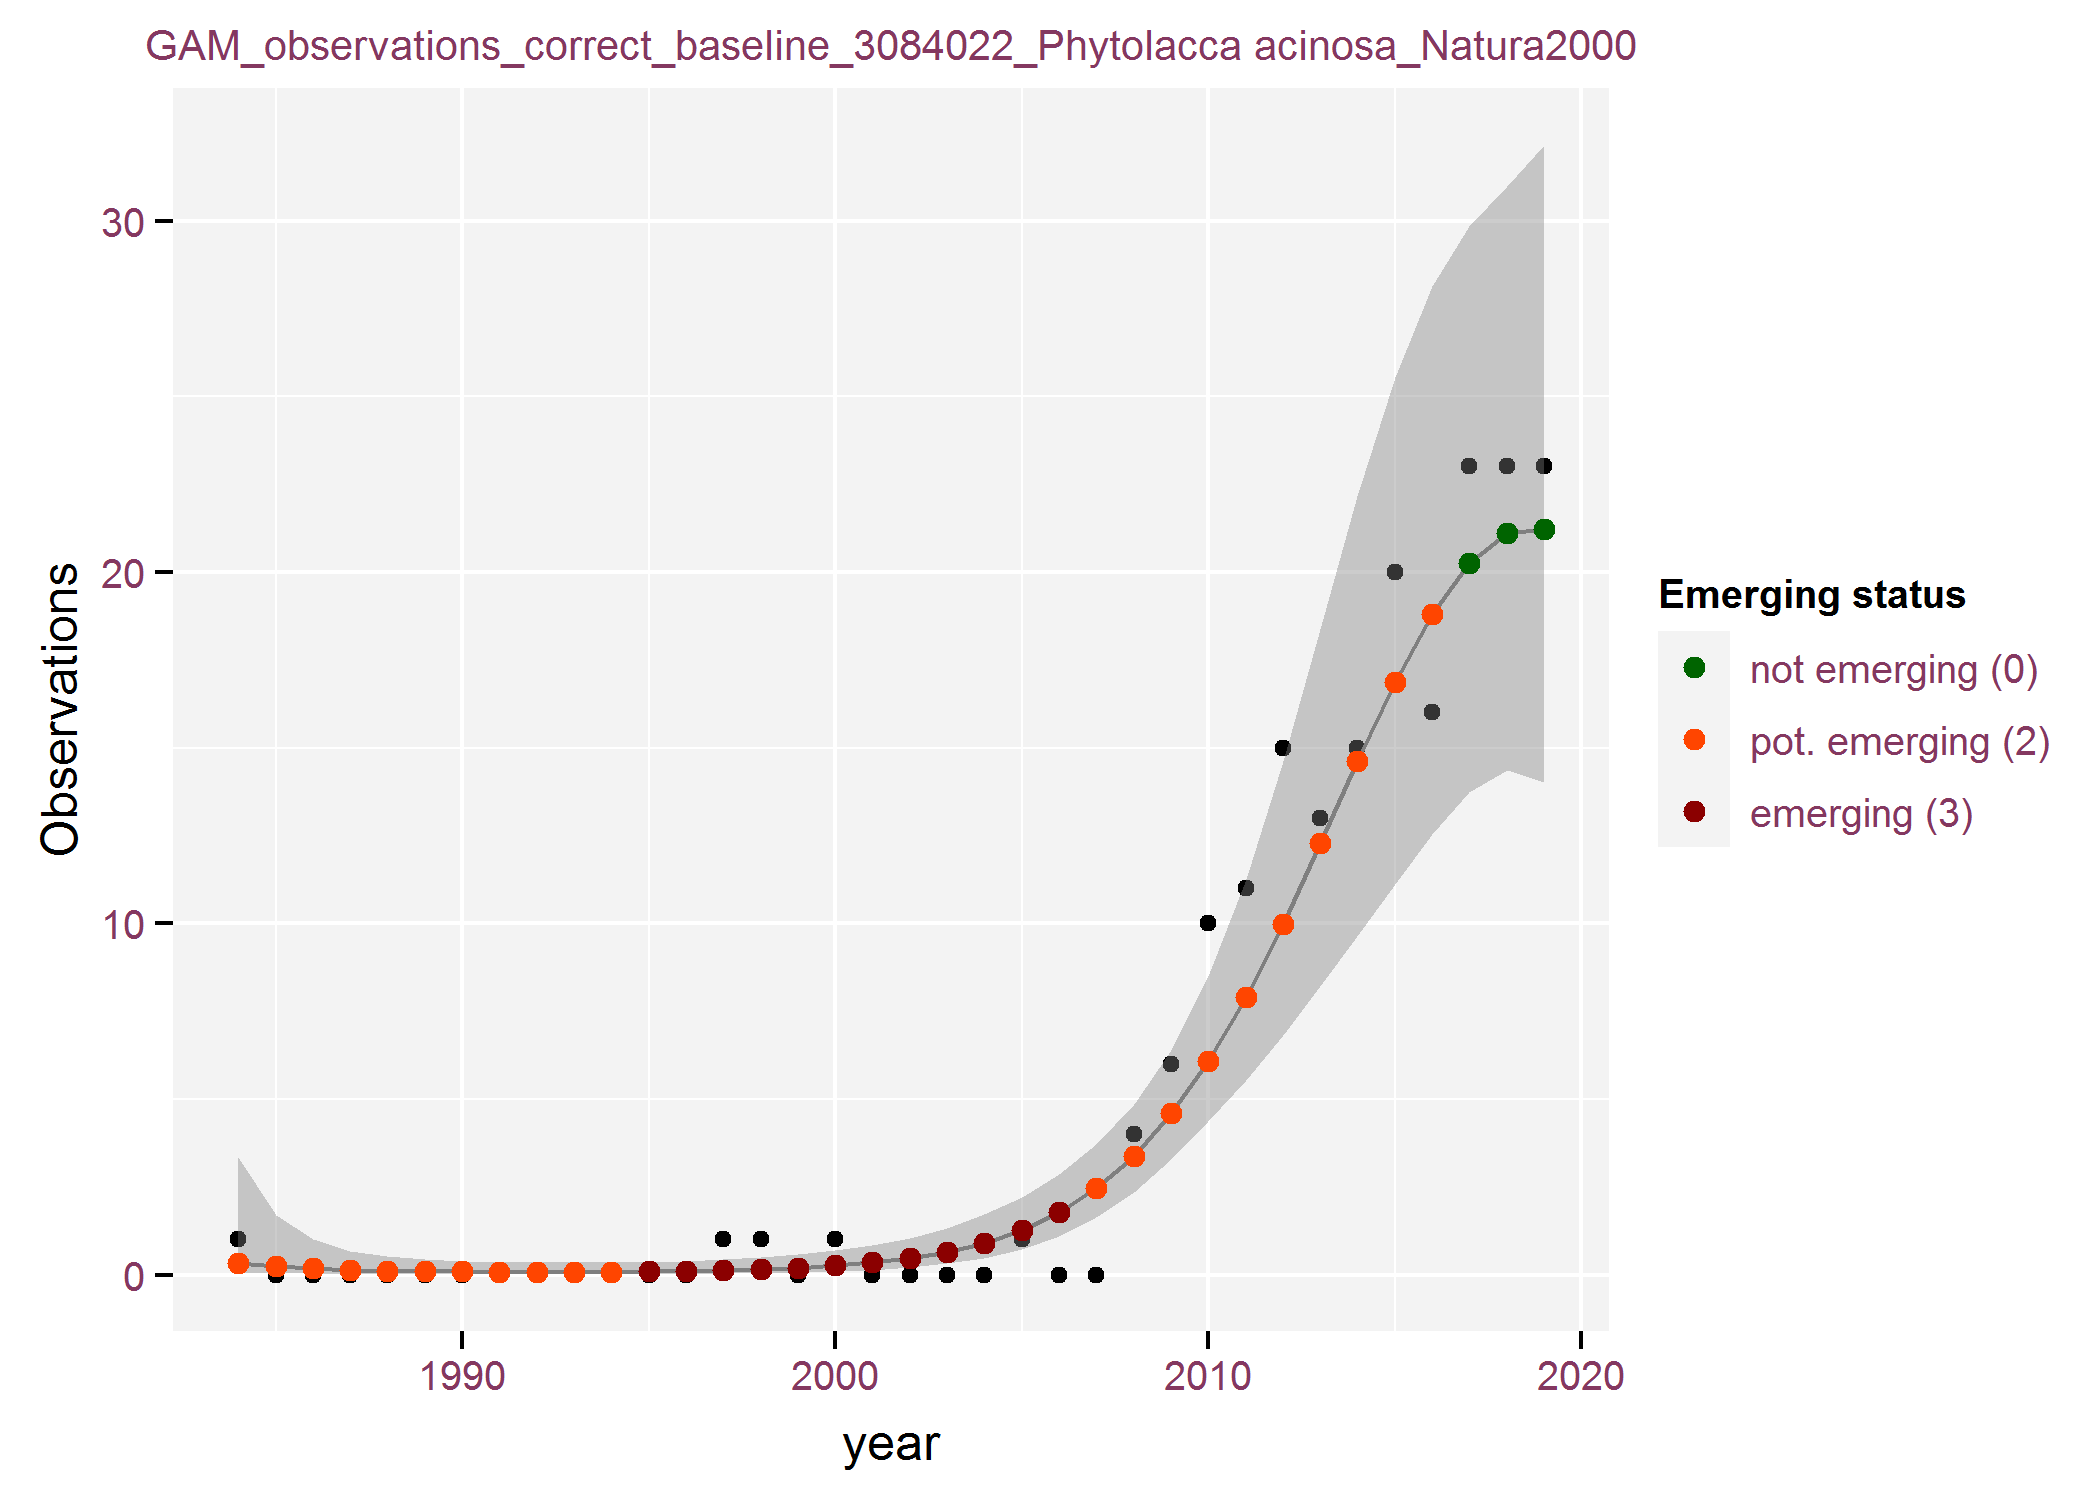 GAM_observations_correct_baseline_3084022_Phytolacca acinosa_Natura2000
30
20
10
0
Observations
1990 2000 2010 2020
year
Emerging status
not emerging (0)
pot. emerging (2)
emerging (3)